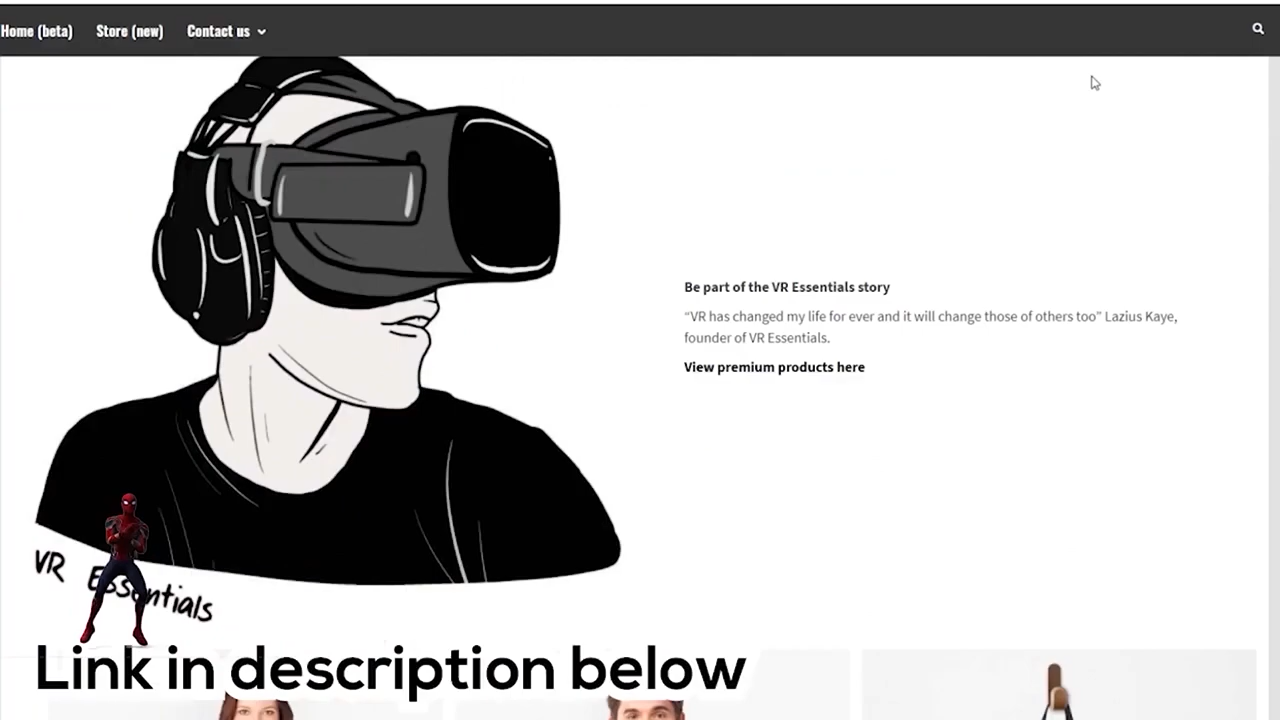 Home (beta) Store (new) Contact us
Be part of the VR Essentials story
“VR has changed my life for ever and it will change those of others too” Lazius Kaye,
founder of VR Essentials.
View premium products here
VR Essentials
Link in description below